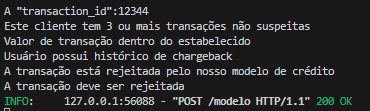 A "transaction_id":12344
Este cliente tem 3 ou mais transações não suspeitas
Valor de transação dentro do estabelecido
Usuário possui histórico de chargeback
A transação está rejeitada pelo nosso modelo de crédito
A transação deve ser rejeitada
INFO:     127.0.0.1:56088 - "POST /modelo HTTP/1.1" 200 OK